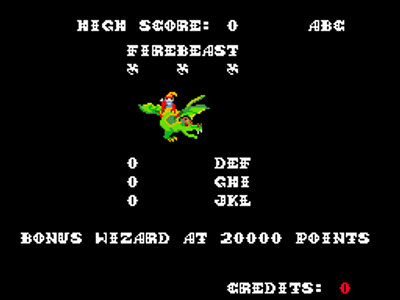 HIGH SCORE: 0 ABC
FIREBEAST
0 DEF
0 GHI
0 JKL
BONUS WIZARD AT 20000 POINTS
CREDITS: 0